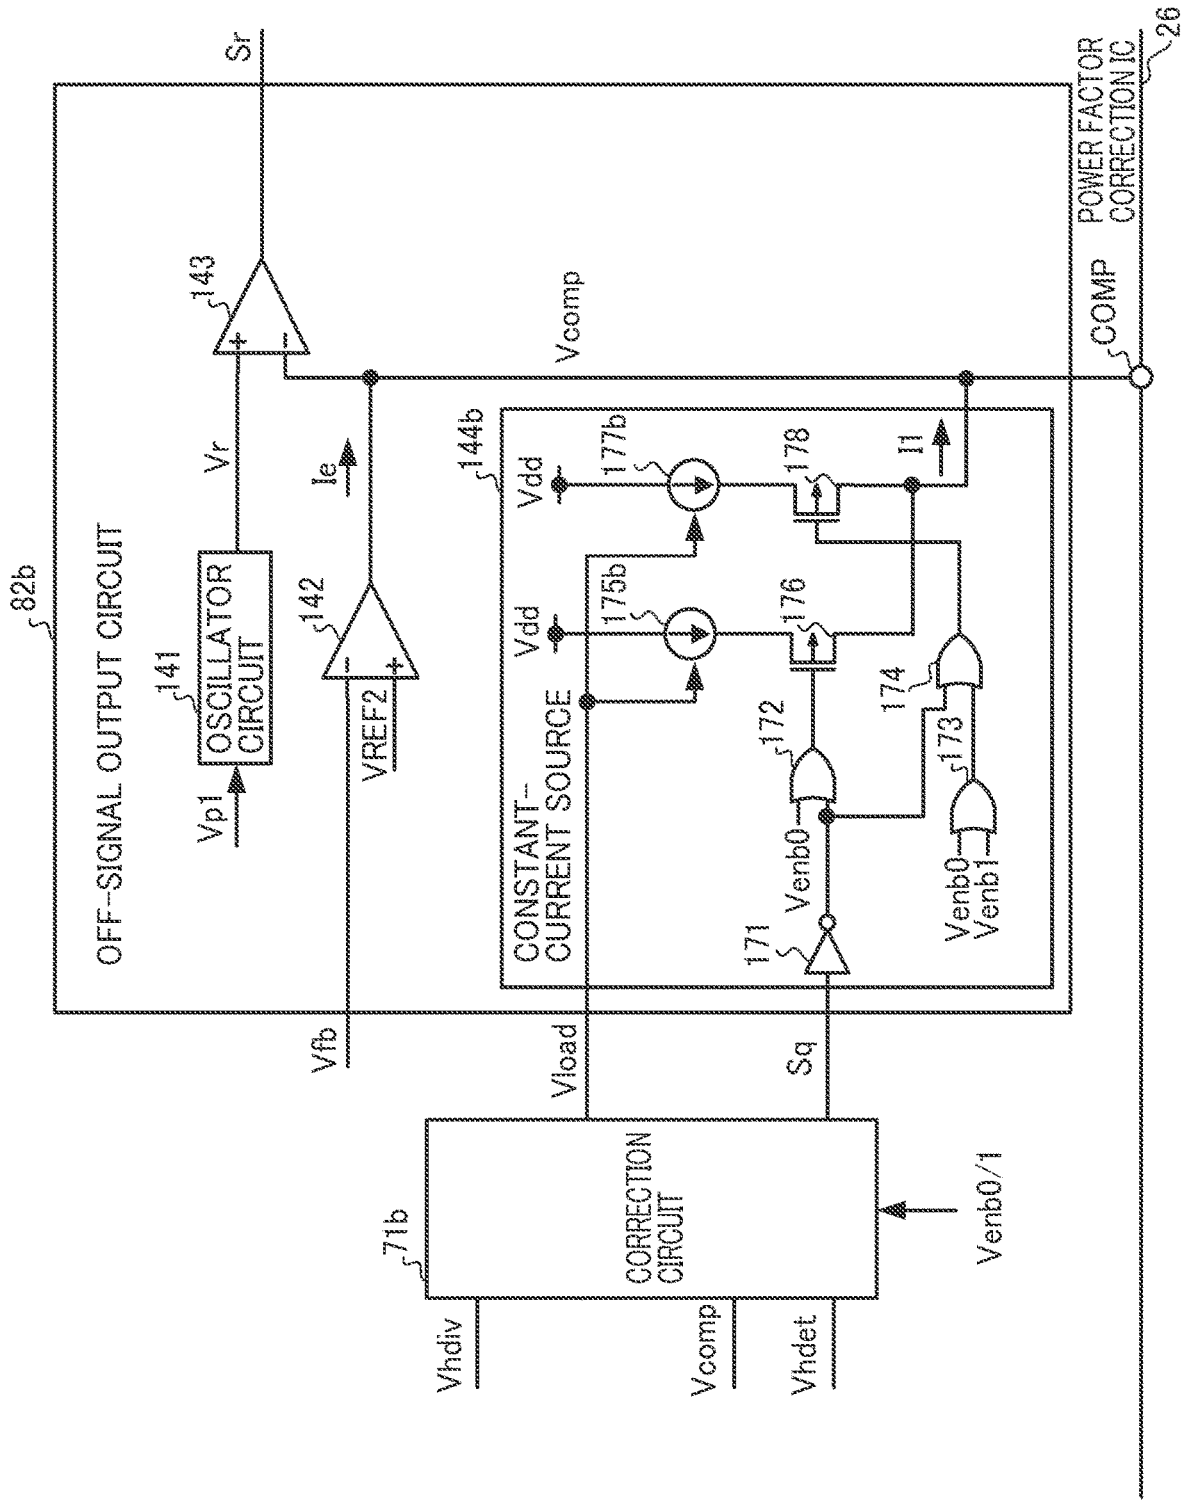 82b
OFF-SIGNAL OUTPUT CIRCUIT
Sr
141
OSCILLATOR
CIRCUIT
Vp1
Vr
143
+
−
142
−
+
VREF2
Ie
Vfb
Vcomp
144b
CONSTANT-
CURRENT SOURCE
Vdd
Vdd
175b
177b
176
178
I1
Vload
Sq
171
Venb0
172
174
173
Venb0
Venb1
71b
CORRECTION
CIRCUIT
Vhdiv
Vcomp
Vhdet
Venb0/1
COMP
POWER FACTOR
CORRECTION IC
26